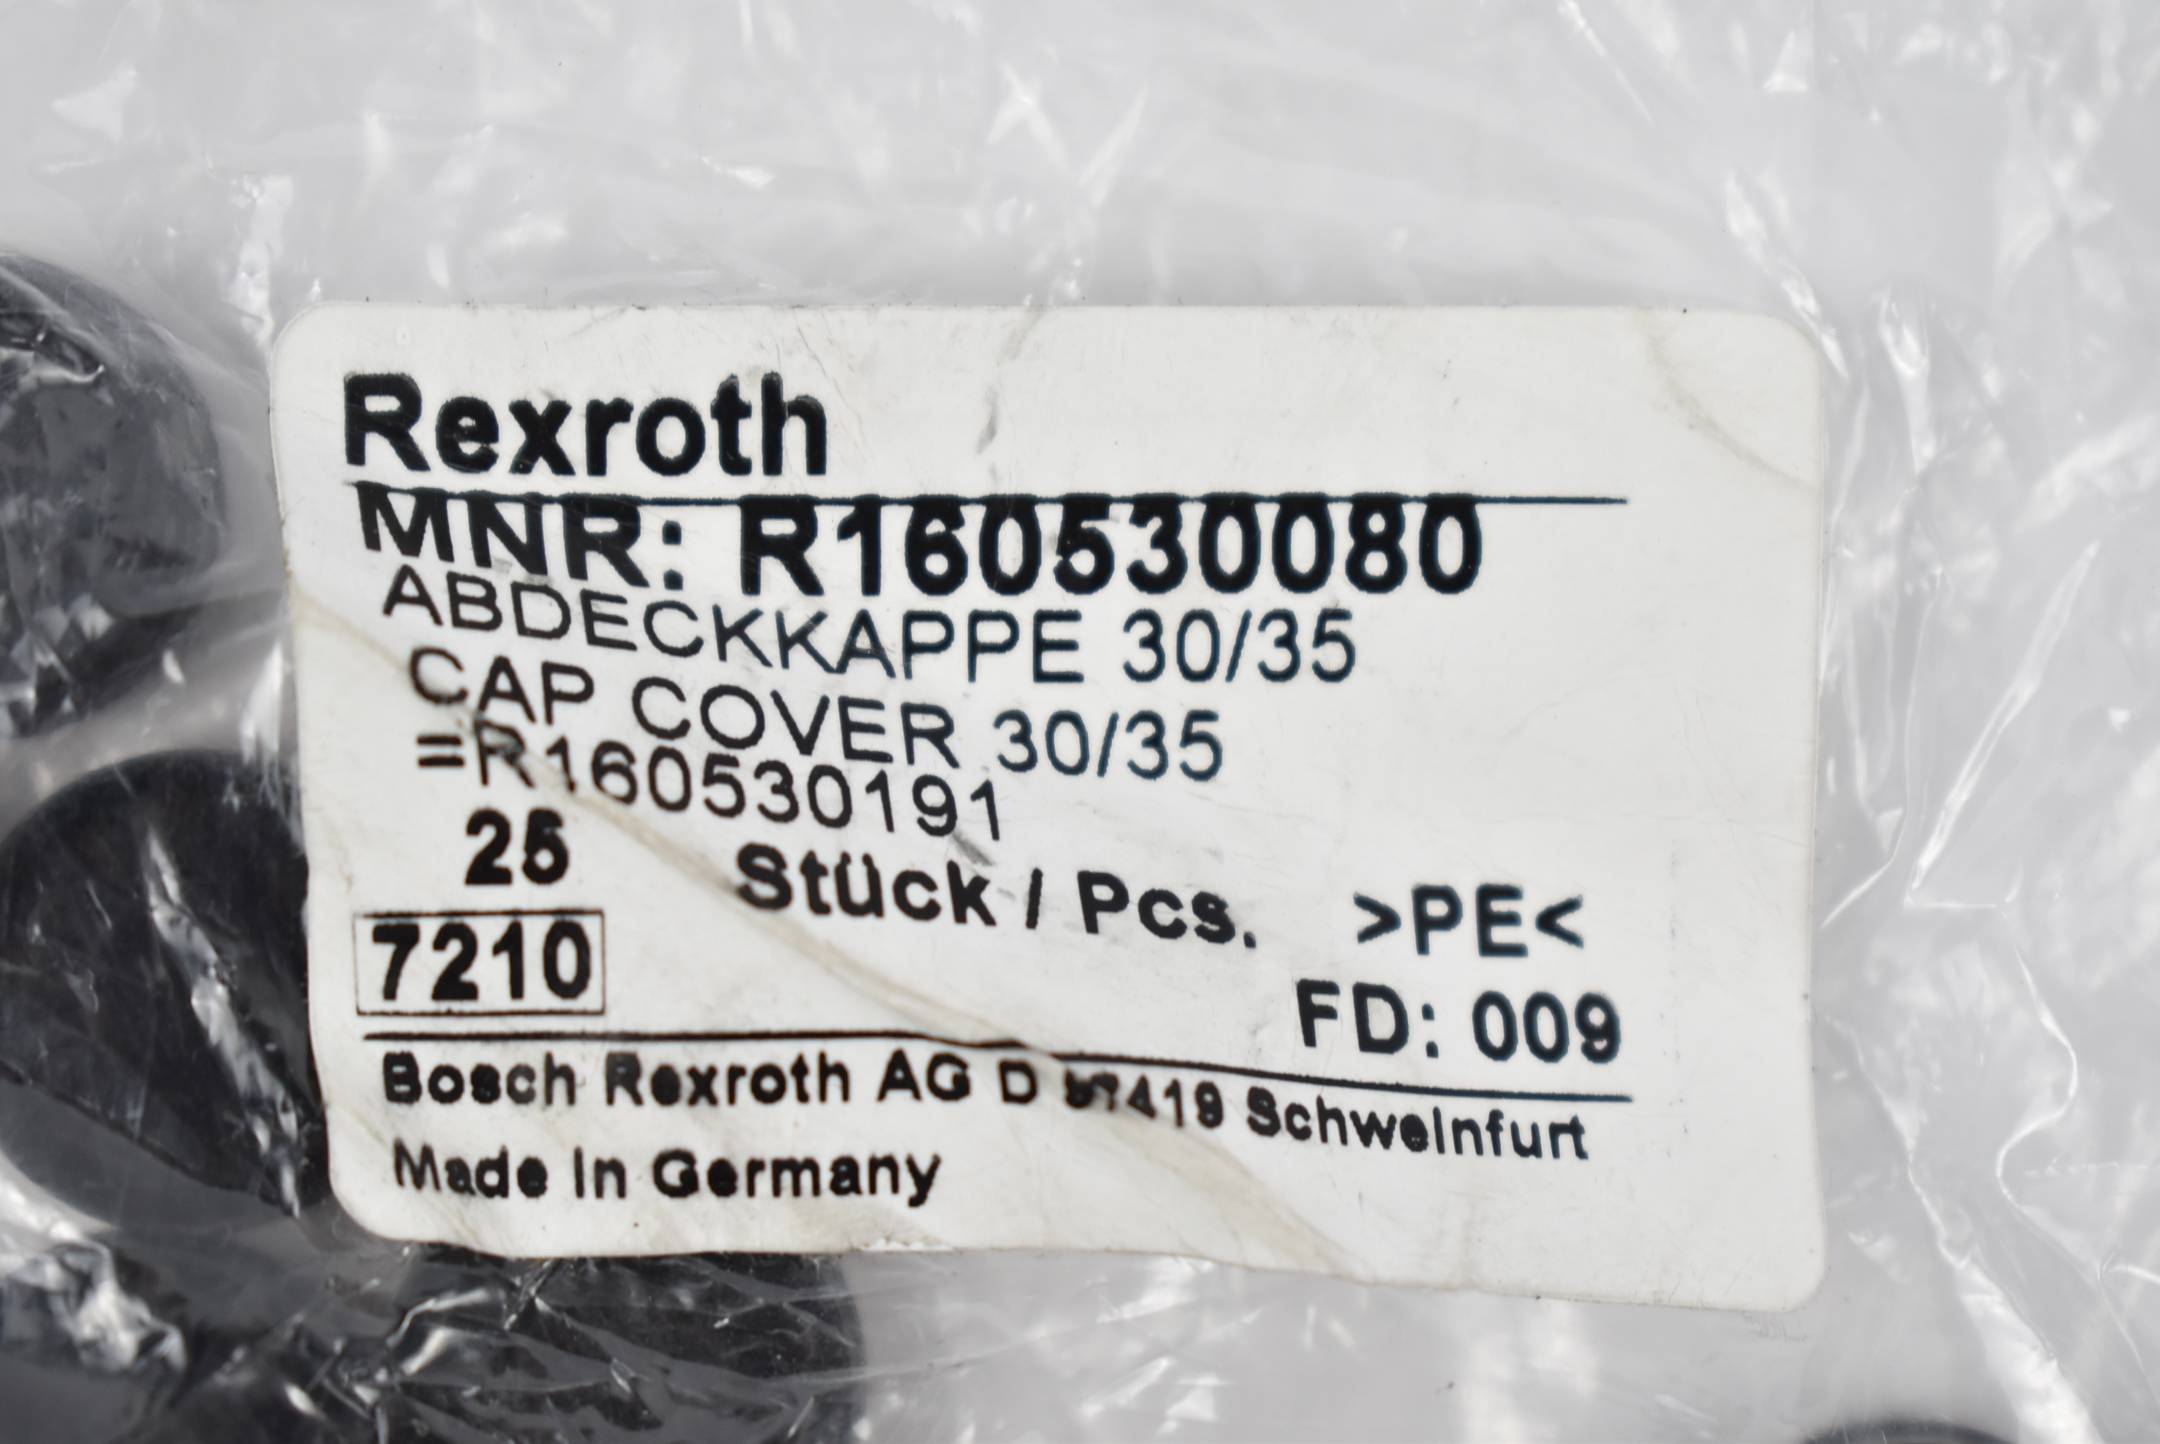 Rexroth
MNR: R160530080
ABDECKKAPPE 30/35
CAP COVER 30/35
=R160530191
25 Stück / Pcs. >PE<
7210
FD: 009
Bosch Rexroth AG D 97419 Schweinfurt
Made in Germany